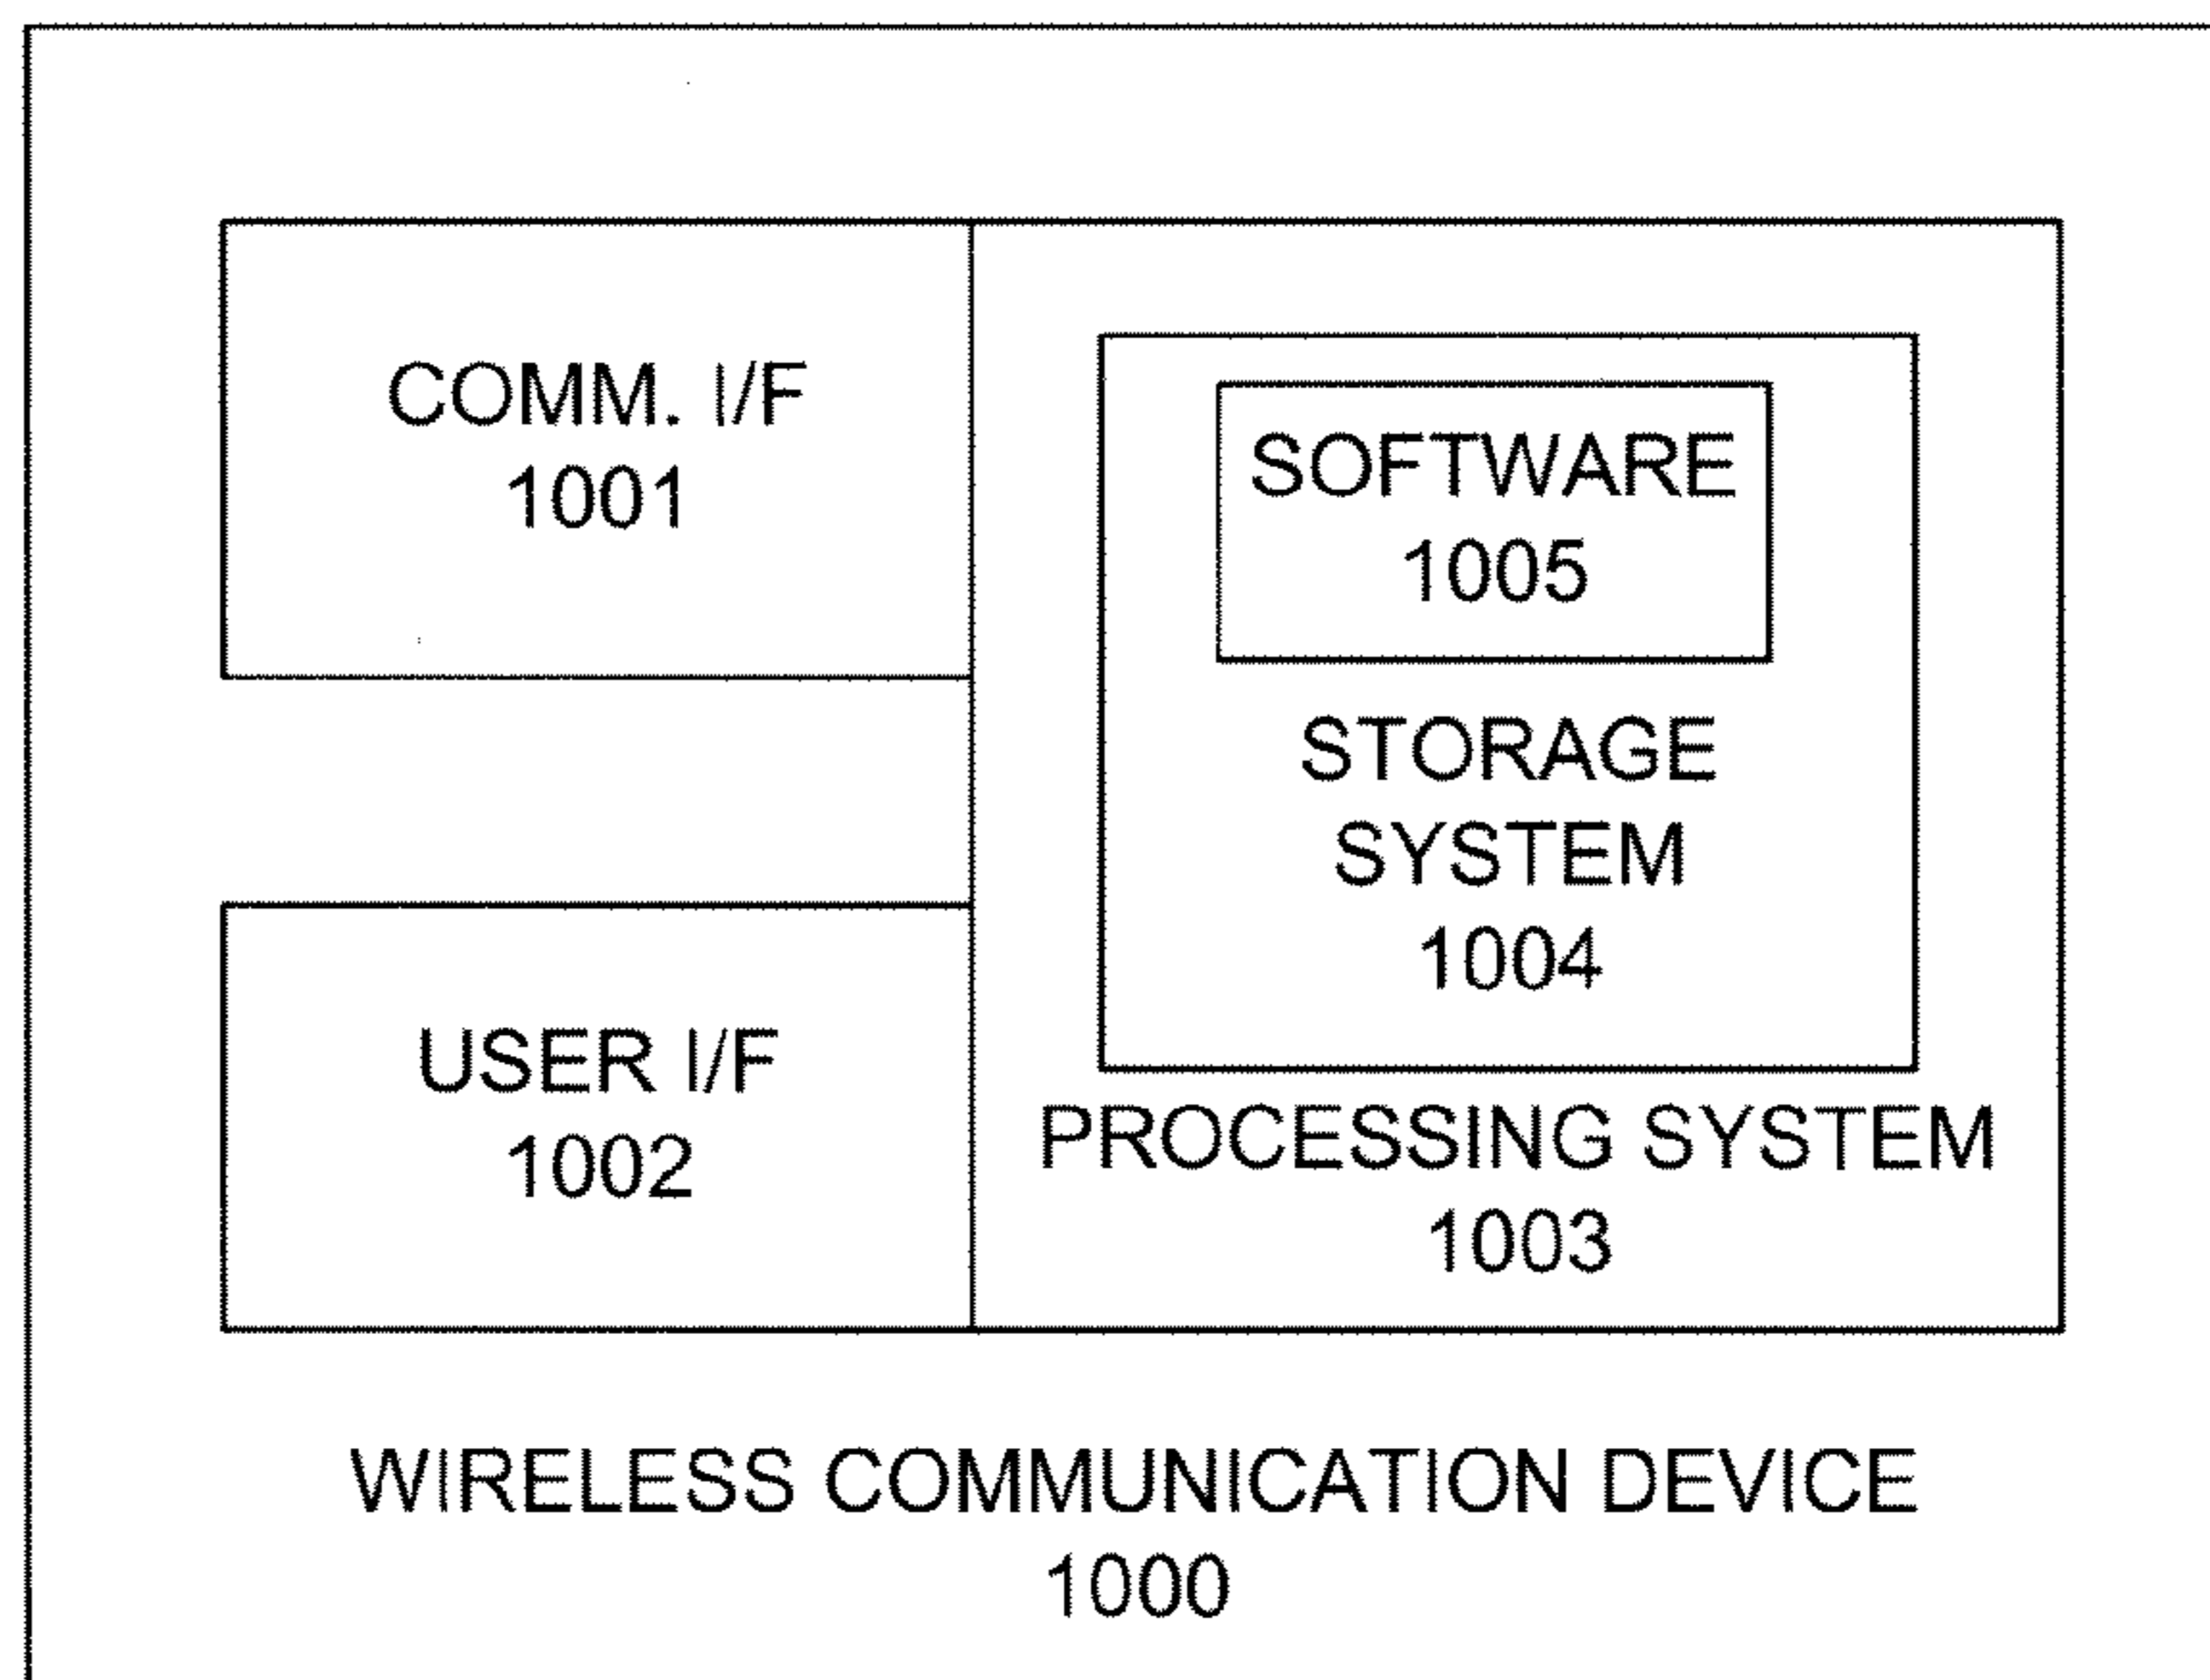 COMM. I/F
1001
SOFTWARE
1005
STORAGE
SYSTEM
1004
USER I/F
1002
PROCESSING SYSTEM
1003
WIRELESS COMMUNICATION DEVICE
1000